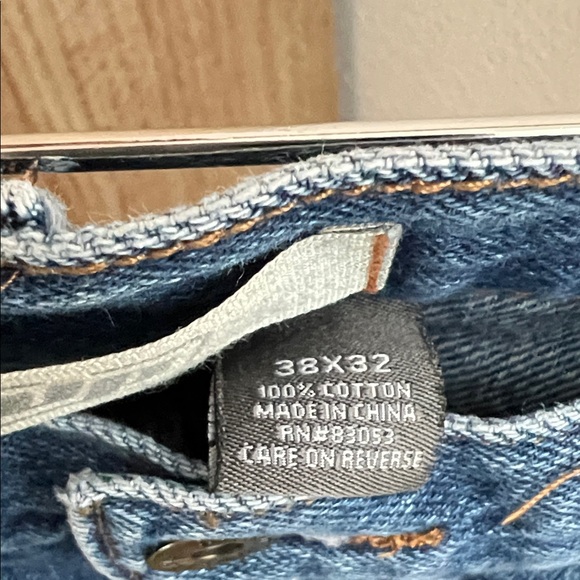 38X32
100% COTTON
MADE IN CHINA
RN#83053
CARE ON REVERSE